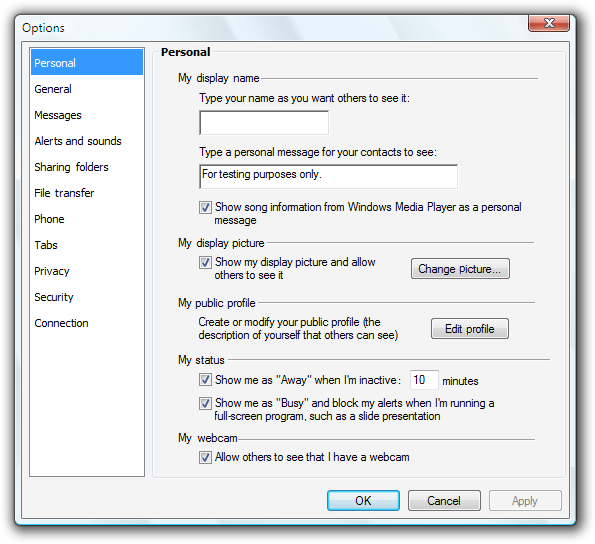 Options
Personal
General
Messages
Alerts and sounds
Sharing folders
File transfer
Phone
Tabs
Privacy
Security
Connection
Personal
My display name
Type your name as you want others to see it:
Type a personal message for your contacts to see:
For testing purposes only.
Show song information from Windows Media Player as a personal
message
My display picture
Show my display picture and allow
others to see it
Change picture...
My public profile
Create or modify your public profile (the
description of yourself that others can see)
Edit profile
My status
Show me as "Away" when I'm inactive: 10 minutes
Show me as "Busy" and block my alerts when I'm running a
full-screen program, such as a slide presentation
My webcam
Allow others to see that I have a webcam
OK Cancel Apply